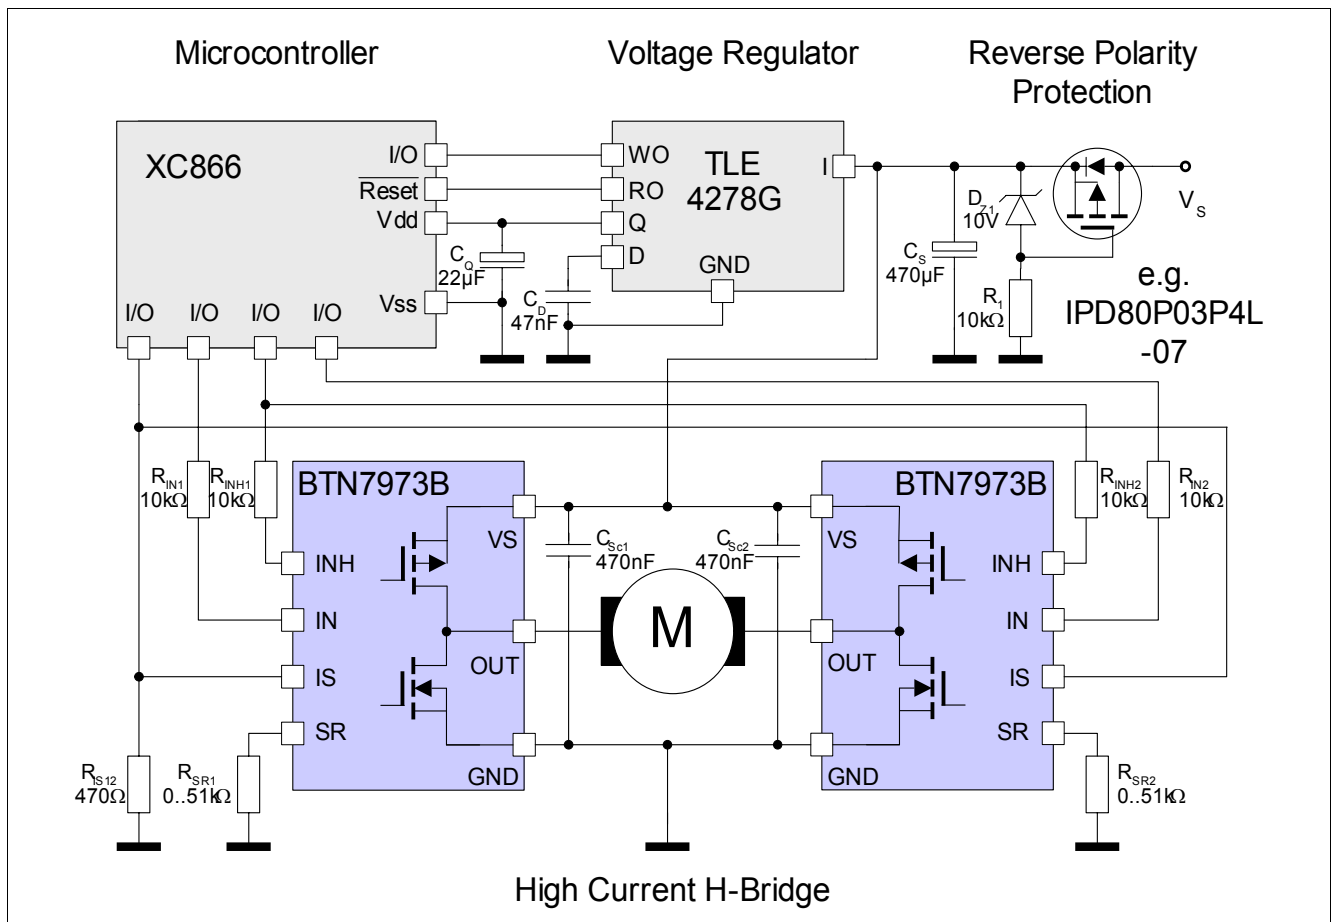 Microcontroller
Voltage Regulator
Reverse Polarity
Protection
XC866
I/O
Reset
Vdd
Vss
I/O
I/O
I/O
I/O
TLE
4278G
WO
RO
Q
D
I
GND
C_Q
22µF
C_D
47nF
C_S
470µF
D_Z1
10V
R_1
10kΩ
V_S
e.g.
IPD80P03P4L
-07
R_IN1
10kΩ
R_INH1
10kΩ
BTN7973B
VS
INH
IN
IS
SR
OUT
GND
C_Sc1
470nF
C_Sc2
470nF
M
BTN7973B
VS
INH
IN
IS
SR
OUT
GND
R_INH2
10kΩ
R_IN2
10kΩ
R_IS12
470Ω
R_SR1
0..51kΩ
R_SR2
0..51kΩ
High Current H-Bridge